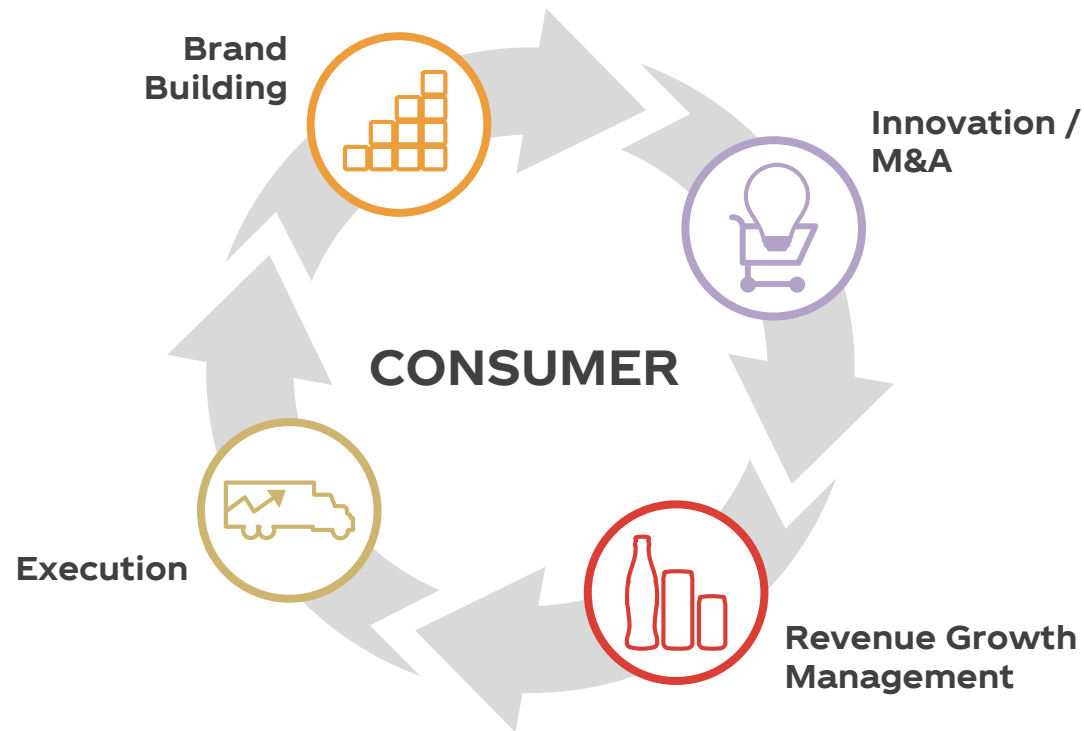 Brand
Building
Innovation /
M&A
CONSUMER
Execution
Revenue Growth
Management